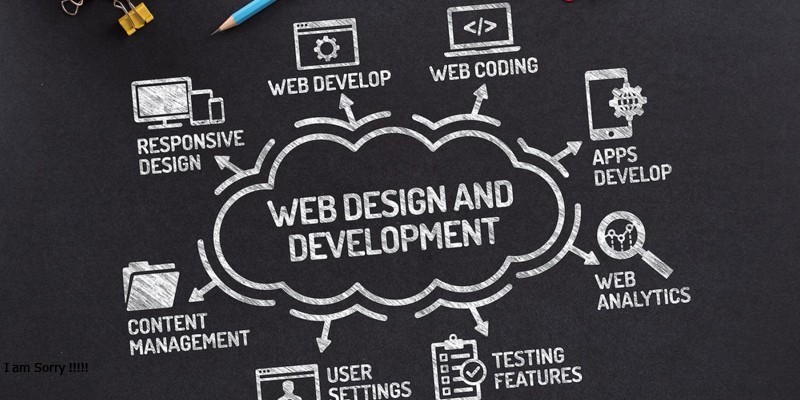 WEB DEVELOP
WEB CODING
</>
RESPONSIVE
DESIGN
APPS
DEVELOP
WEB DESIGN AND
DEVELOPMENT
WEB
ANALYTICS
CONTENT
MANAGEMENT
I am Sorry !!!!!
USER
SETTINGS
TESTING
FEATURES